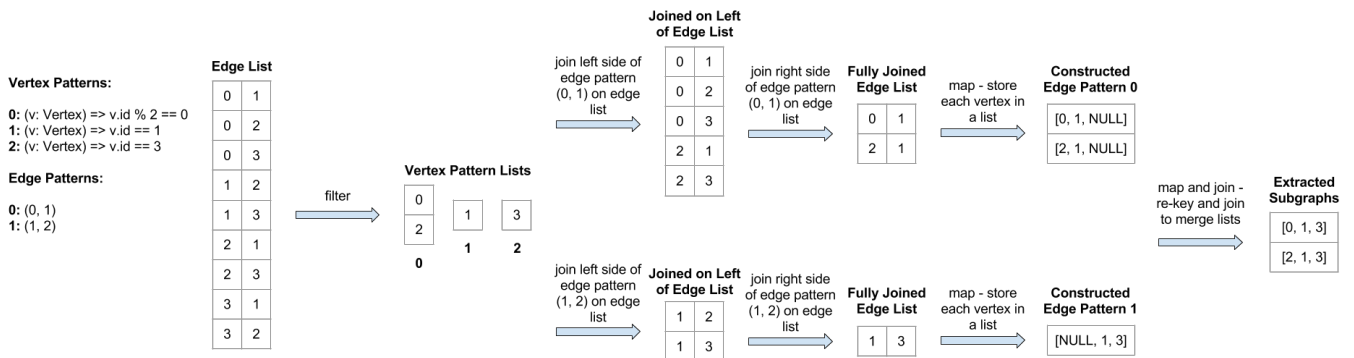 Vertex Patterns:
0: (v: Vertex) => v.id % 2 == 0
1: (v: Vertex) => v.id == 1
2: (v: Vertex) => v.id == 3
Edge Patterns:
0: (0, 1)
1: (1, 2)
Edge List
0 1
0 2
0 3
1 2
1 3
2 1
2 3
3 1
3 2
filter
Vertex Pattern Lists
0
2
0
1
1
3
2
join left side of
edge pattern
(0, 1) on edge
list
Joined on Left
of Edge List
0 1
0 2
0 3
2 1
2 3
join right side
of edge pattern
(0, 1) on edge
list
Fully Joined
Edge List
0 1
2 1
map - store
each vertex in
a list
Constructed
Edge Pattern 0
[0, 1, NULL]
[2, 1, NULL]
join left side of
edge pattern
(1, 2) on edge
list
Joined on Left
of Edge List
1 2
1 3
join right side
of edge pattern
(1, 2) on edge
list
Fully Joined
Edge List
1 3
map - store
each vertex in
a list
Constructed
Edge Pattern 1
[NULL, 1, 3]
map and join -
re-key and join
to merge lists
Extracted
Subgraphs
[0, 1, 3]
[2, 1, 3]